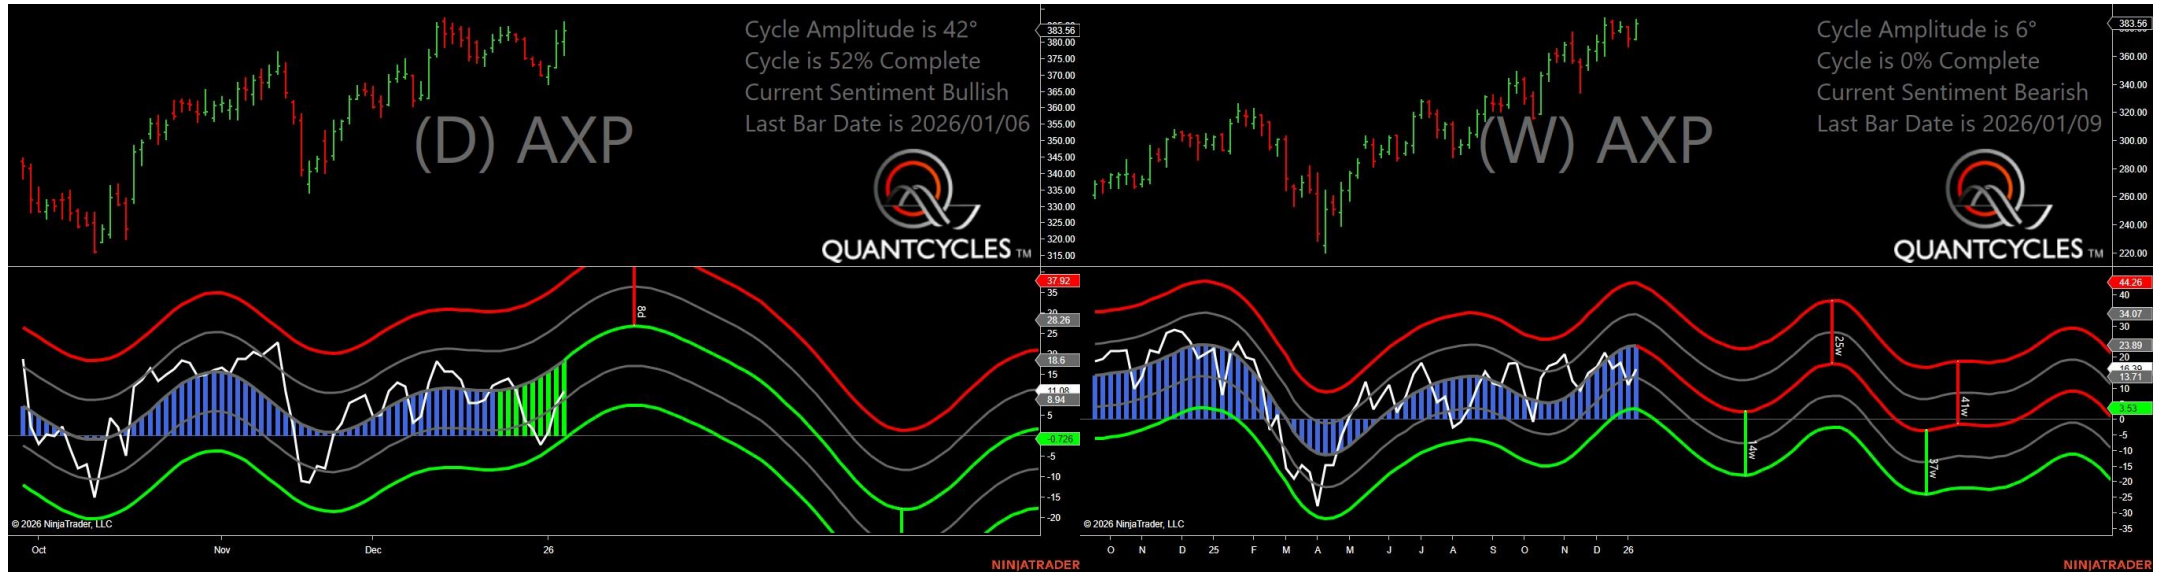 Cycle Amplitude is 42°
Cycle is 52% Complete
Current Sentiment Bullish
Last Bar Date is 2026/01/06
(D) AXP
QUANTCYCLES TM
383.56
380.00
375.00
370.00
365.00
360.00
355.00
350.00
345.00
340.00
335.00
330.00
325.00
320.00
315.00
8d
37.92
35
28.26
25
18.6
15
11.08
8.94
5
-0.726
-5
-10
-15
-20
© 2026 NinjaTrader, LLC
Oct
Nov
Dec
26
NINJATRADER
Cycle Amplitude is 6°
Cycle is 0% Complete
Current Sentiment Bearish
Last Bar Date is 2026/01/09
(W) AXP
QUANTCYCLES TM
383.56
360.00
340.00
320.00
300.00
280.00
260.00
240.00
220.00
25w
41w
14w
37w
44.26
40
34.07
30
23.89
20
16.39
13.71
10
3.53
0
-5
-10
-15
-20
-25
-30
-35
© 2026 NinjaTrader, LLC
O N D 25 F M A M J J A S O N D 26
NINJATRADER